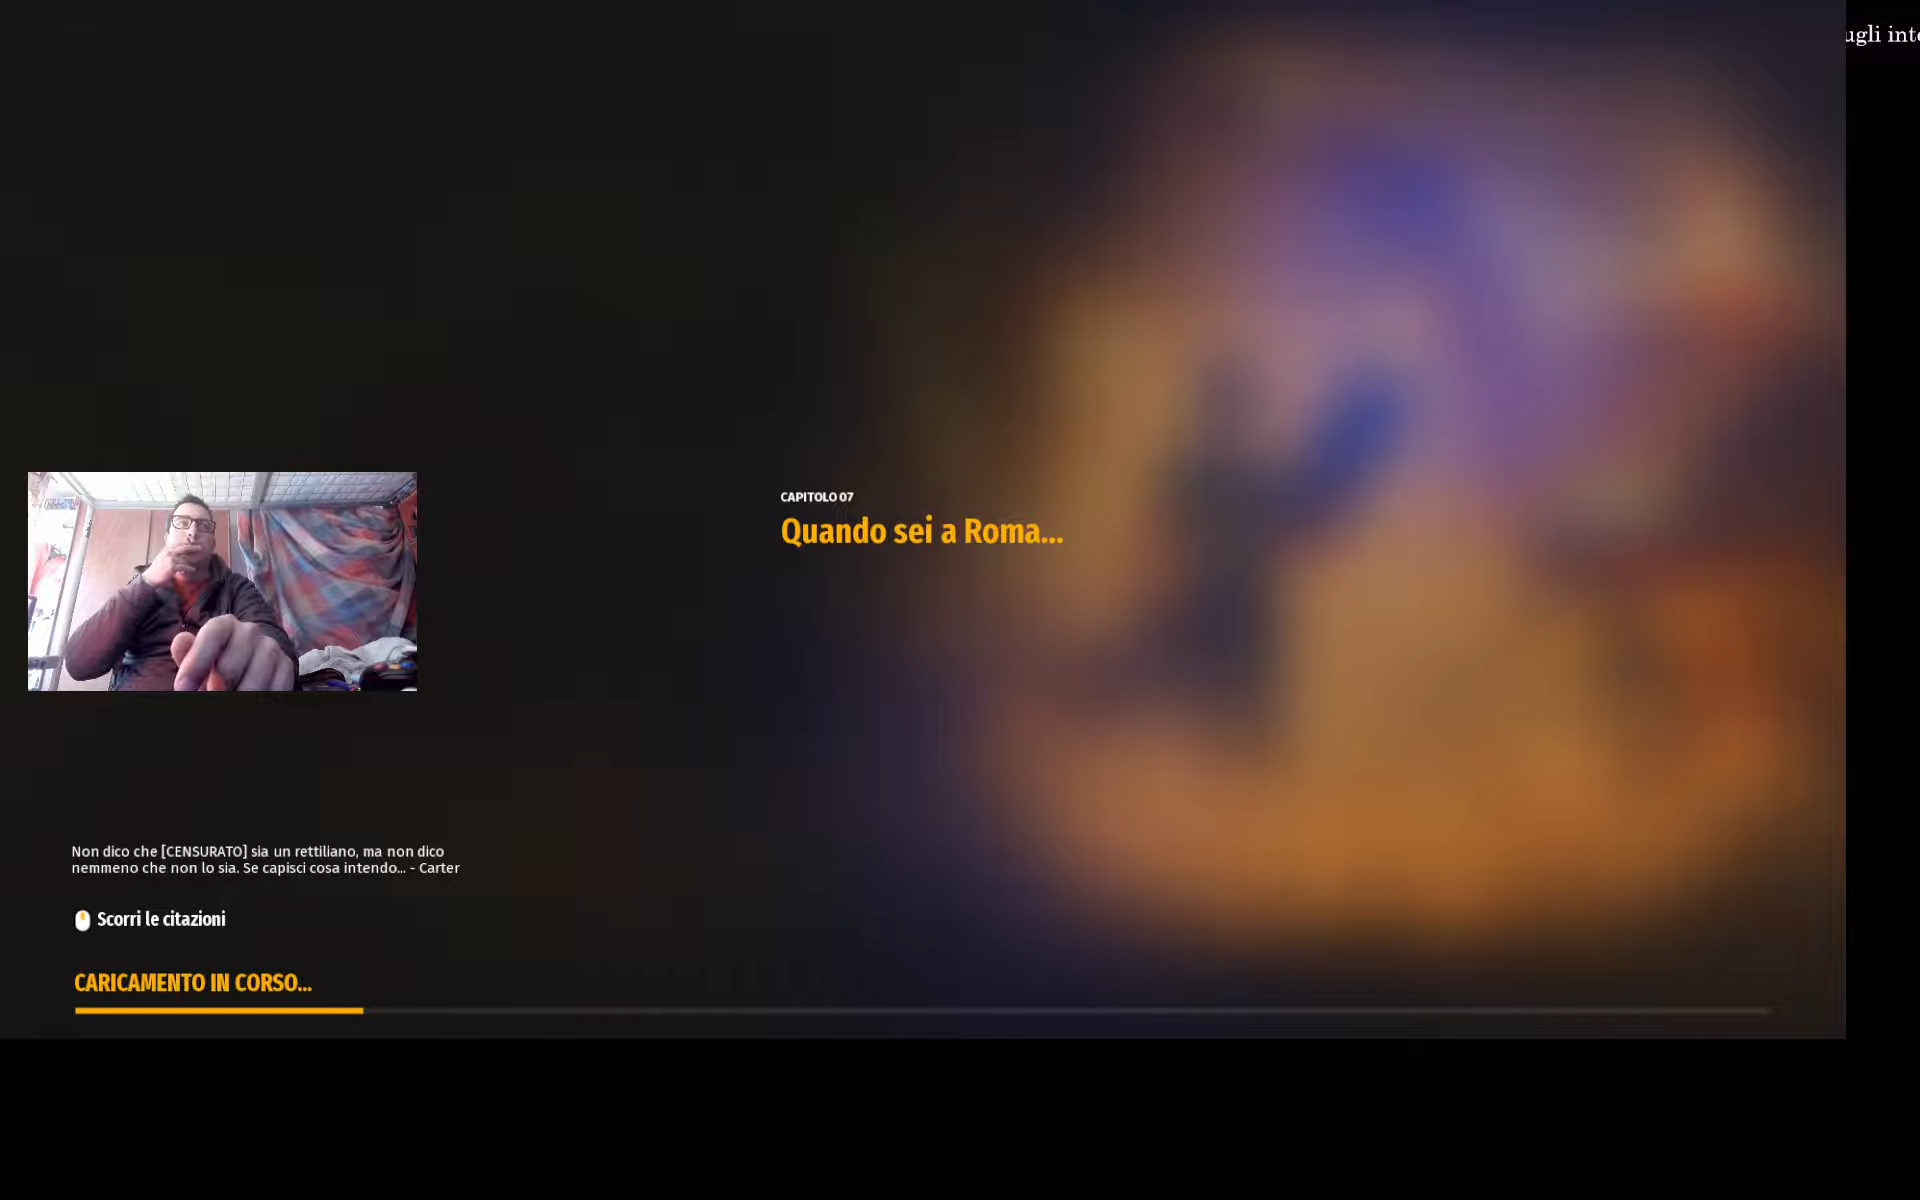 ugli inte
CAPITOLO 07
Quando sei a Roma...
Non dico che [CENSURATO] sia un rettiliano, ma non dico
nemmeno che non lo sia. Se capisci cosa intendo... - Carter
Scorri le citazioni
CARICAMENTO IN CORSO...